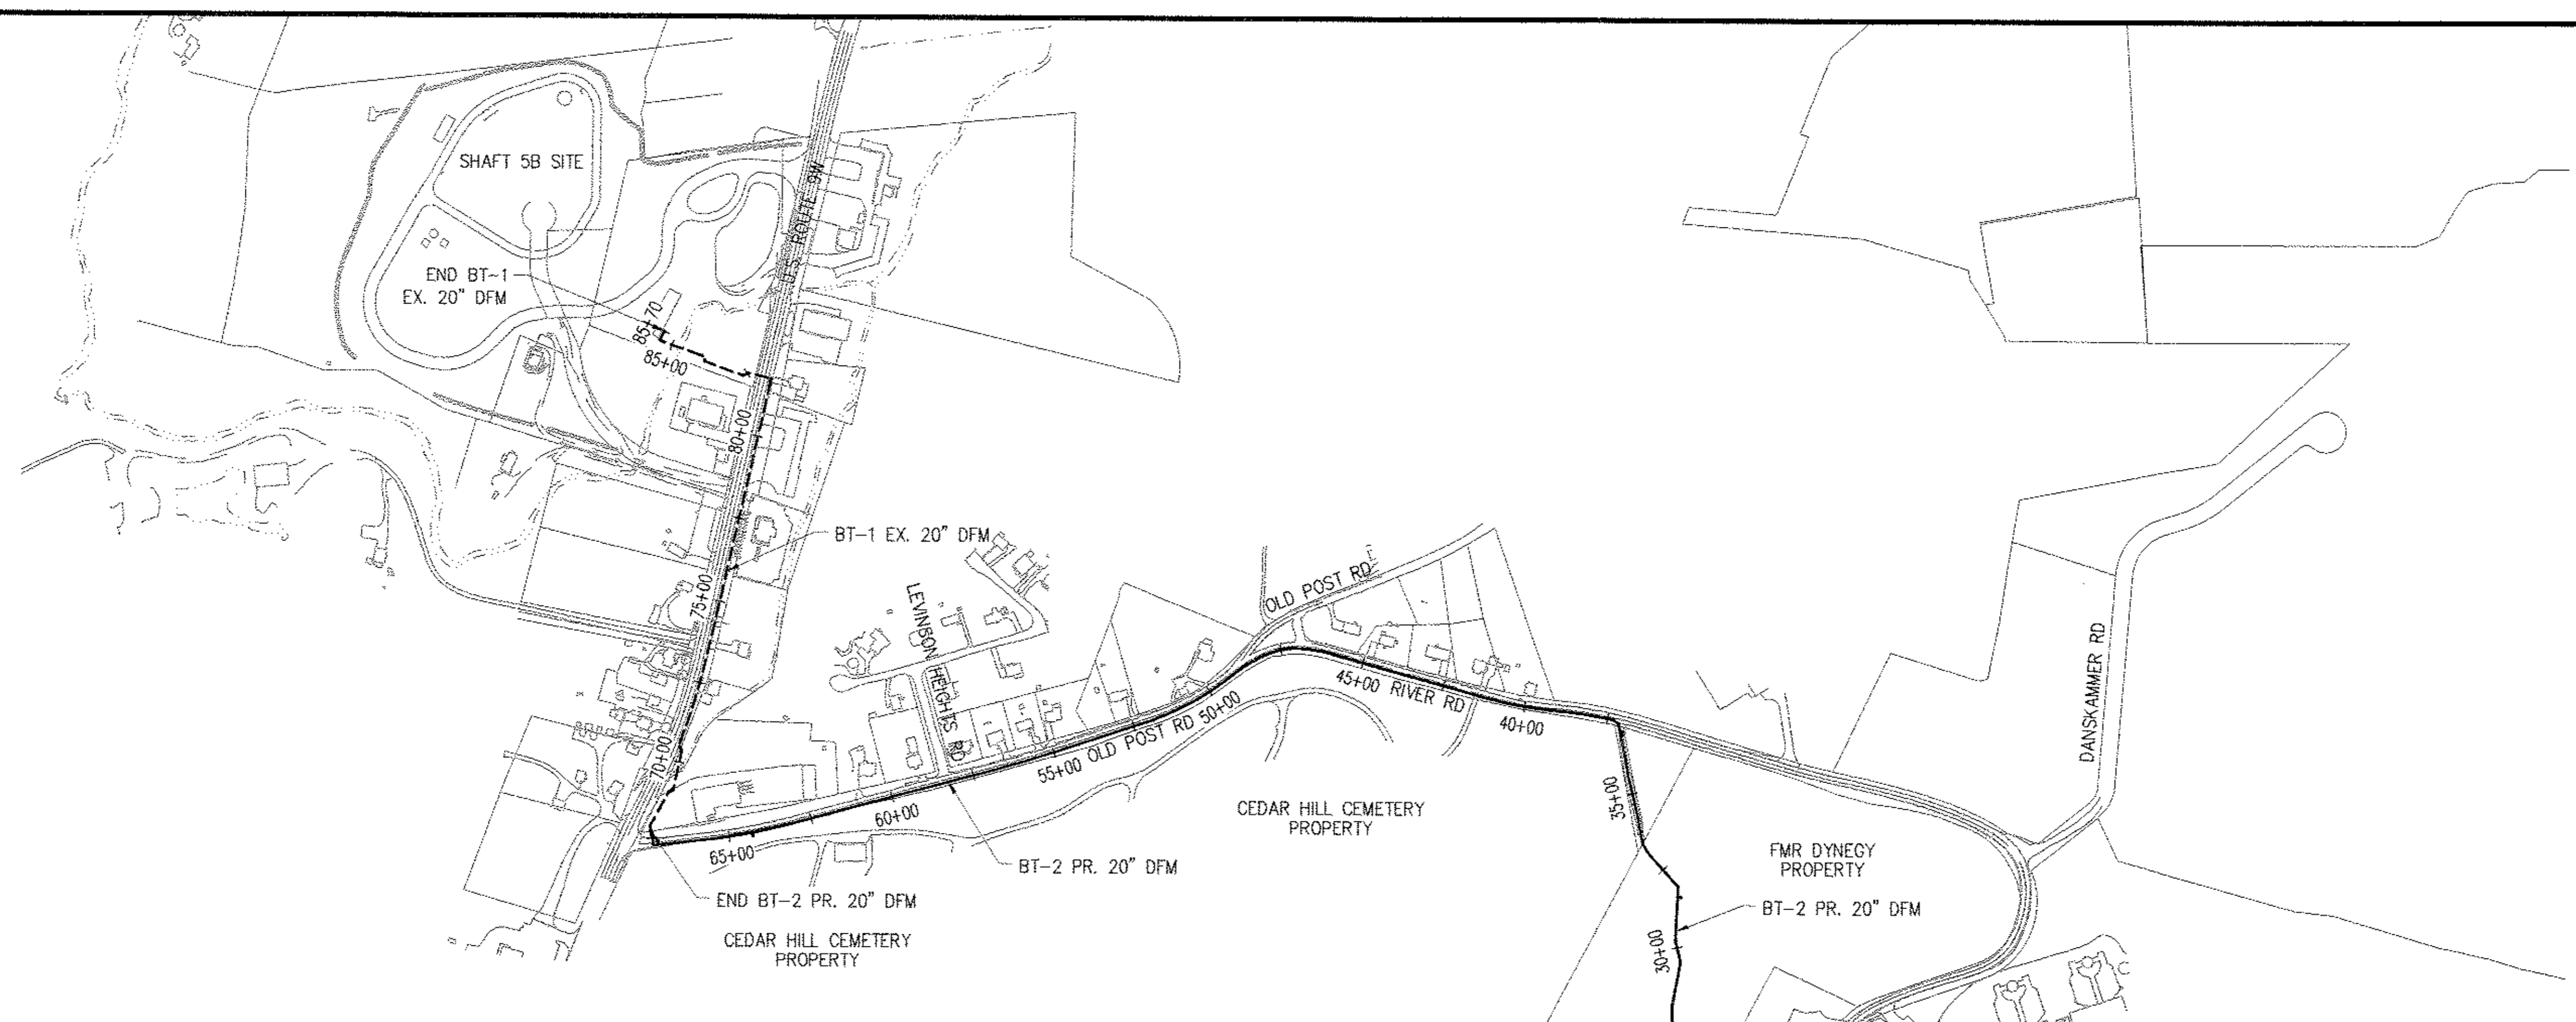 SHAFT 5B SITE
U.S. ROUTE 9W
END BT-1
EX. 20" DFM
85+70
85+00
80+00
BT-1 EX. 20" DFM
75+00
LEVINSON HEIGHTS RD
OLD POST RD
70+00
45+00 RIVER RD
40+00
DANSKAMMER RD
55+00 OLD POST RD 50+00
35+00
60+00
65+00
CEDAR HILL CEMETERY
PROPERTY
BT-2 PR. 20" DFM
FMR DYNEGY
PROPERTY
END BT-2 PR. 20" DFM
BT-2 PR. 20" DFM
CEDAR HILL CEMETERY
PROPERTY
30+00